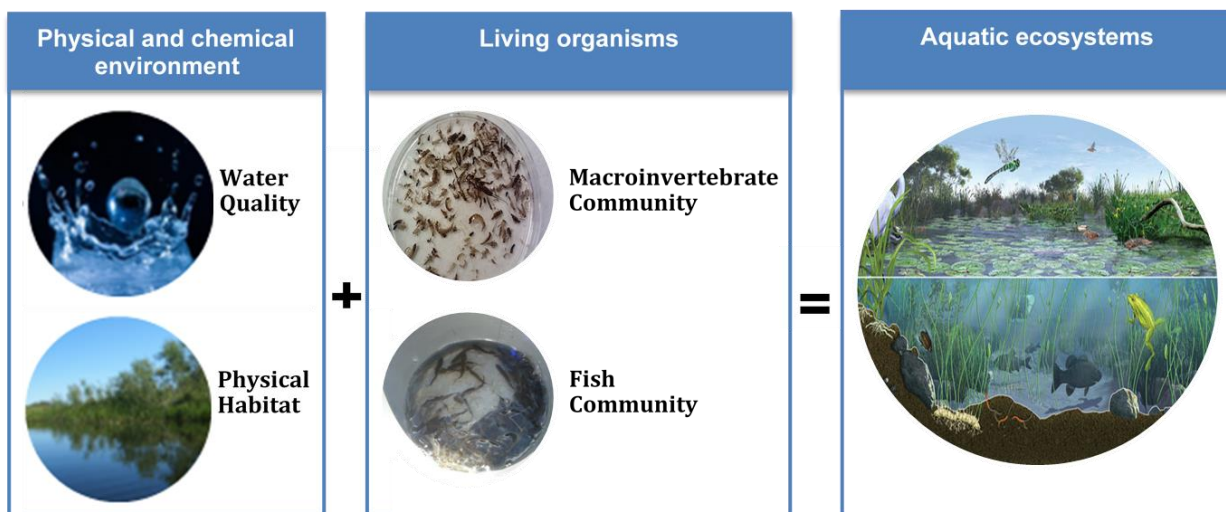 Physical and chemical
environment
Water
Quality
Physical
Habitat
+
Living organisms
Macroinvertebrate
Community
Fish
Community
=
Aquatic ecosystems